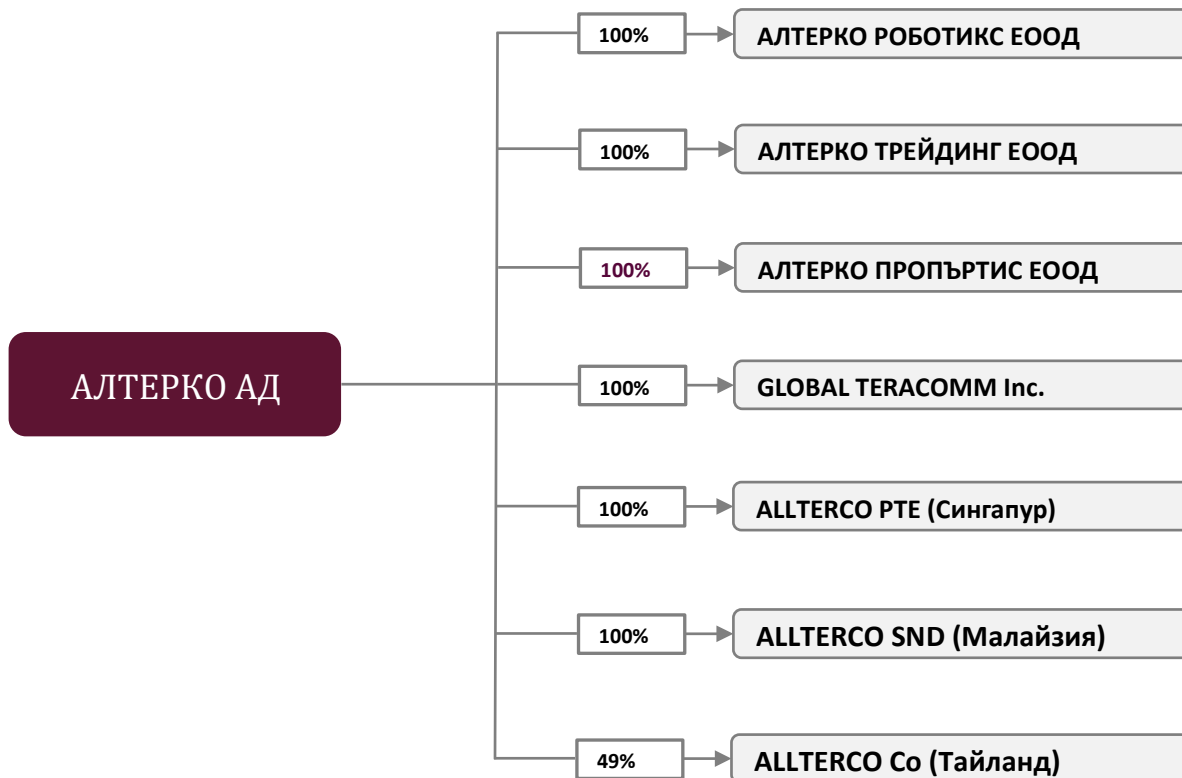 100%
АЛТЕРКО РОБОТИКС ЕООД
100%
АЛТЕРКО ТРЕЙДИНГ ЕООД
100%
АЛТЕРКО ПРОПЪРТИС ЕООД
АЛТЕРКО АД
100%
GLOBAL TERACOMM Inc.
100%
ALLTERCO PTE (Сингапур)
100%
ALLTERCO SND (Малайзия)
49%
ALLTERCO Co (Тайланд)